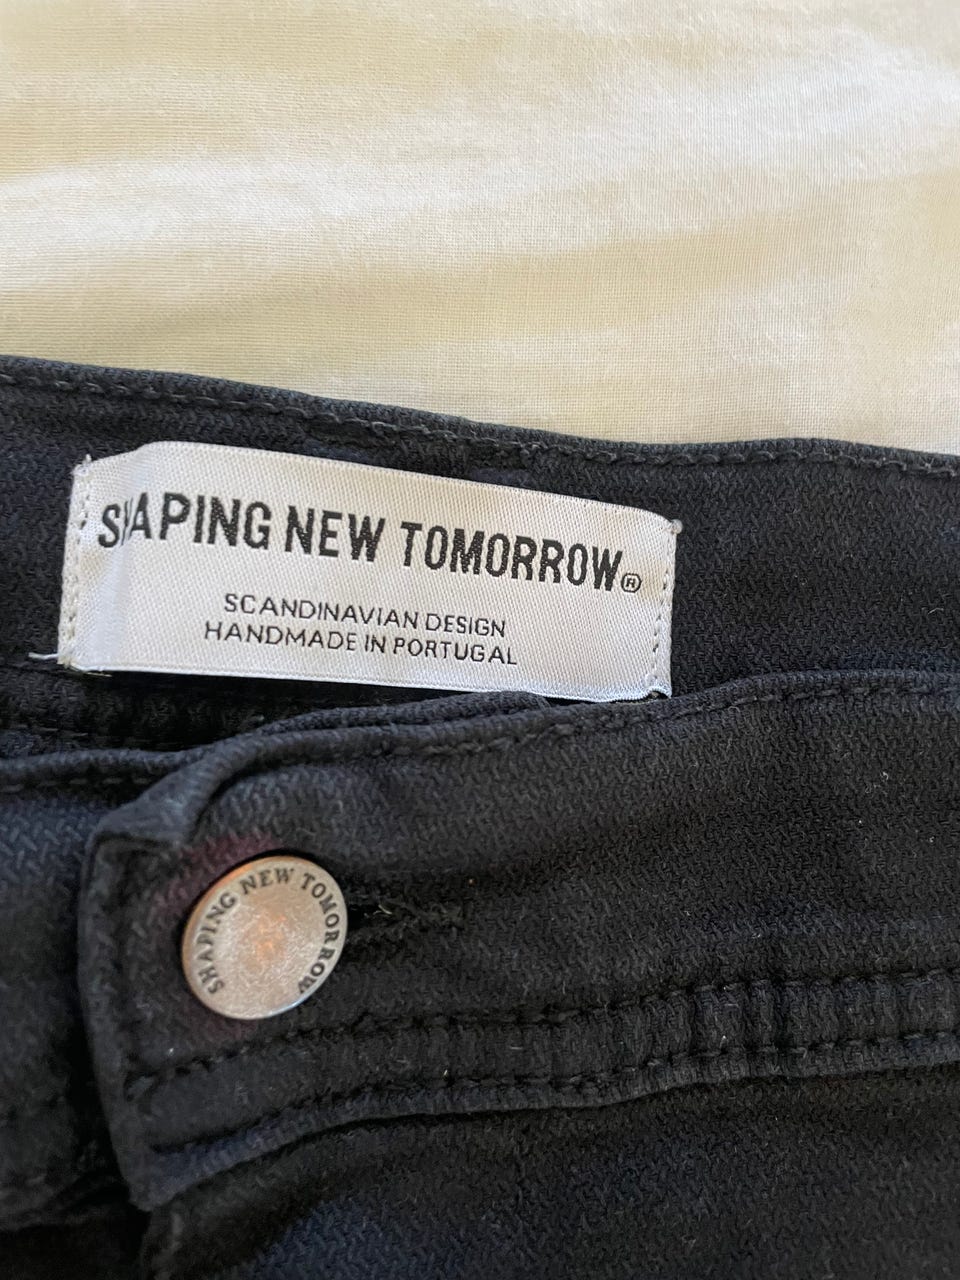 SHAPING NEW TOMORROW®
SCANDINAVIAN DESIGN
HANDMADE IN PORTUGAL
SHAPING NEW TOMORROW